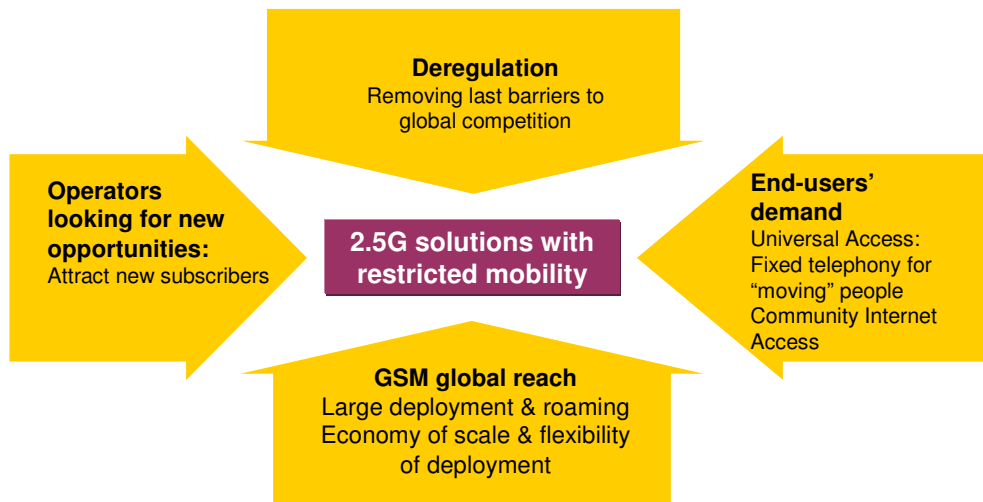 Deregulation
Removing last barriers to
global competition
Operators
looking for new
opportunities:
Attract new subscribers
2.5G solutions with
restricted mobility
End-users’
demand
Universal Access:
Fixed telephony for
“moving” people
Community Internet
Access
GSM global reach
Large deployment & roaming
Economy of scale & flexibility
of deployment